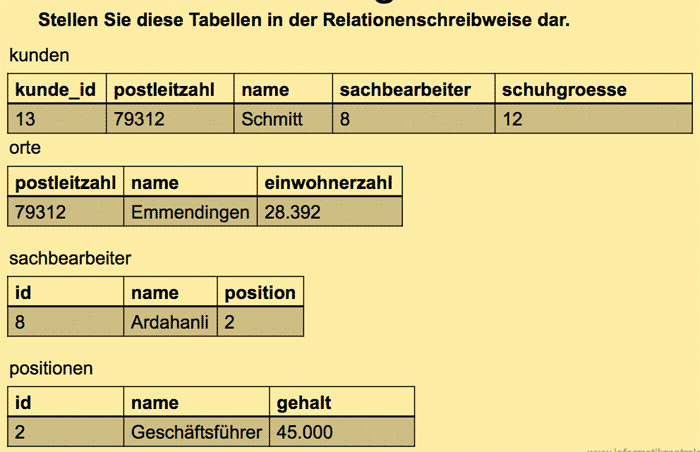 Stellen Sie diese Tabellen in der Relationenschreibweise dar.
kunden
kunde_id postleitzahl name sachbearbeiter schuhgroesse
13 79312 Schmitt 8 12
orte
postleitzahl name einwohnerzahl
79312 Emmendingen 28.392
sachbearbeiter
id name position
8 Ardahanli 2
positionen
id name gehalt
2 Geschäftsführer 45.000